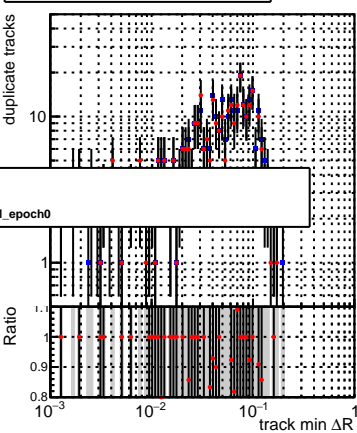 duplicate tracks
10
l_epoch0
1
Ratio
1.1
1
0.9
0.8
10⁻³ 10⁻² 10⁻¹ 1
track min ΔR